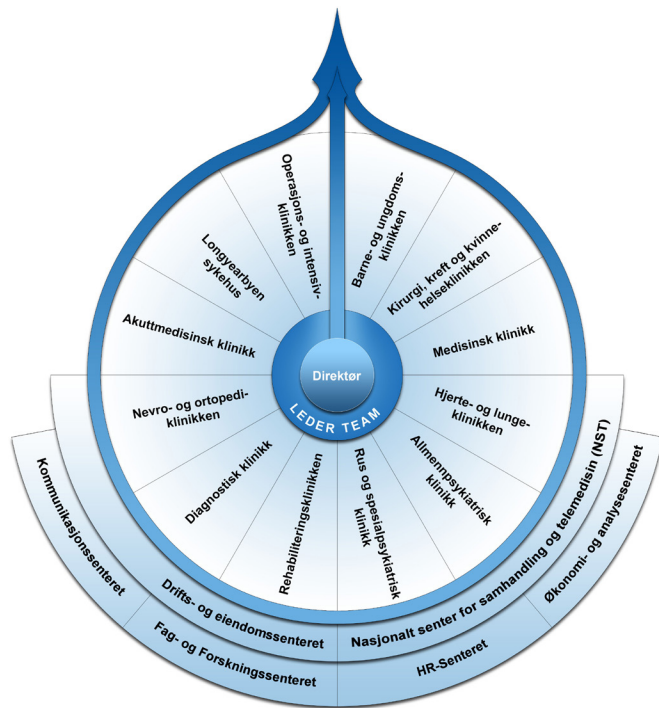 Operasjons- og intensiv-
klinikken
Barne- og ungdoms-
klinikken
Longyearbyen
sykehus
Kirurgi, kreft og kvinne-
helseklinikken
Akuttmedisinsk klinikk
Medisinsk klinikk
Direktør
LEDER TEAM
Nevro- og ortopedi-
klinikken
Hjerte- og lunge-
klinikken
Diagnostisk klinikk
Allmennpsykiatrisk
klinikk
Rehabiliteringsklinikken
Rus og spesialpsykiatrisk
klinikk
Drifts- og eiendomssenteret
Nasjonalt senter for samhandling og telemedisin (NST)
Kommunikasjonssenteret
Fag- og Forskningssenteret
HR-Senteret
Økonomi- og analysesenteret